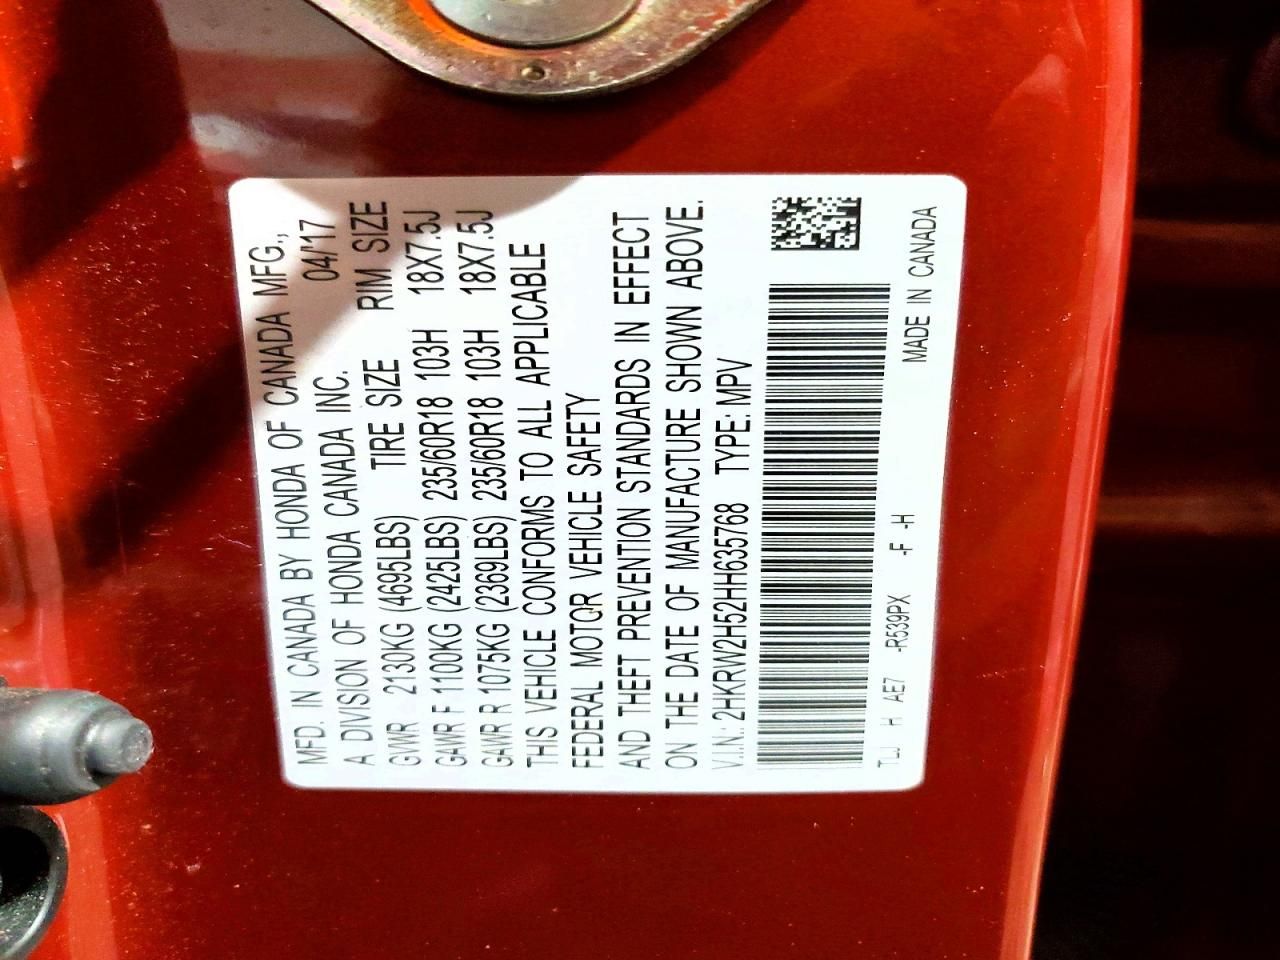 MFD. IN CANADA BY HONDA OF CANADA MFG.,
A DIVISION OF HONDA CANADA INC. 04/'17
GVWR 2130KG (4695LBS) TIRE SIZE RIM SIZE
GAWR F 1100KG (2425LBS) 235/60R18 103H 18X7.5J
GAWR R 1075KG (2369LBS) 235/60R18 103H 18X7.5J
THIS VEHICLE CONFORMS TO ALL APPLICABLE
FEDERAL MOTOR VEHICLE SAFETY
AND THEFT PREVENTION STANDARDS IN EFFECT
ON THE DATE OF MANUFACTURE SHOWN ABOVE.
V.I.N.: 2HKRW2H52HH635768 TYPE: MPV
TLJ H AE7 -R539PX -F -H
MADE IN CANADA